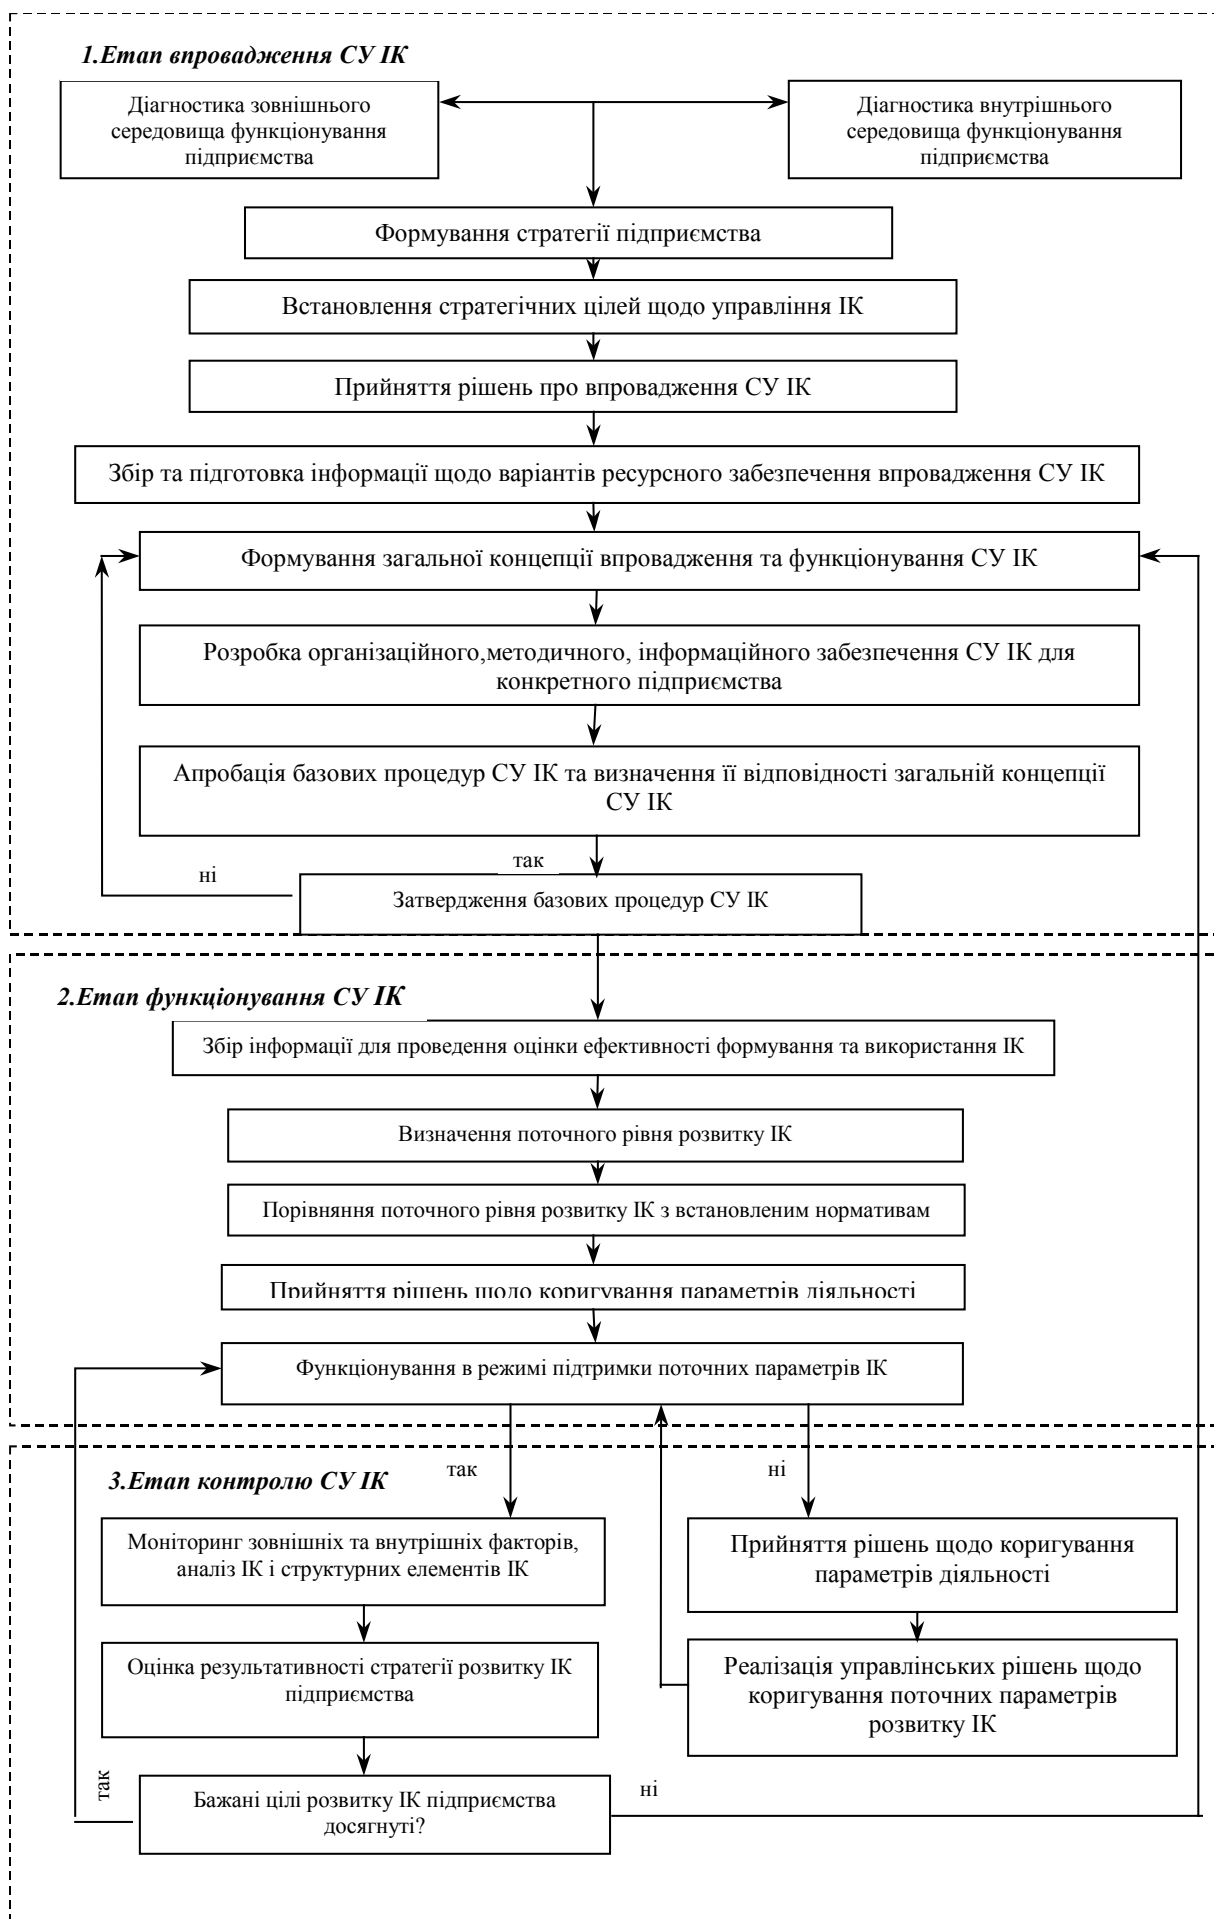 1.Етап впровадження СУ ІК
Діагностика зовнішнього
середовища функціонування
підприємства
Діагностика внутрішнього
середовища функціонування
підприємства
Формування стратегії підприємства
Встановлення стратегічних цілей щодо управління ІК
Прийняття рішень про впровадження СУ ІК
Збір та підготовка інформації щодо варіантів ресурсного забезпечення впровадження СУ ІК
Формування загальної концепції впровадження та функціонування СУ ІК
Розробка організаційного,методичного, інформаційного забезпечення СУ ІК для
конкретного підприємства
Апробація базових процедур СУ ІК та визначення її відповідності загальній концепції
СУ ІК
ні
так
Затвердження базових процедур СУ ІК
2.Етап функціонування СУ ІК
Збір інформації для проведення оцінки ефективності формування та використання ІК
Визначення поточного рівня розвитку ІК
Порівняння поточного рівня розвитку ІК з встановленим нормативам
Прийняття рішень щодо коригування параметрів діяльності
Функціонування в режимі підтримки поточних параметрів ІК
так
ні
3.Етап контролю СУ ІК
Моніторинг зовнішніх та внутрішніх факторів,
аналіз ІК і структурних елементів ІК
Прийняття рішень щодо коригування
параметрів діяльності
Оцінка результативності стратегії розвитку ІК
підприємства
Реалізація управлінських рішень щодо
коригування поточних параметрів
розвитку ІК
так
Бажані цілі розвитку ІК підприємства
досягнуті?
ні